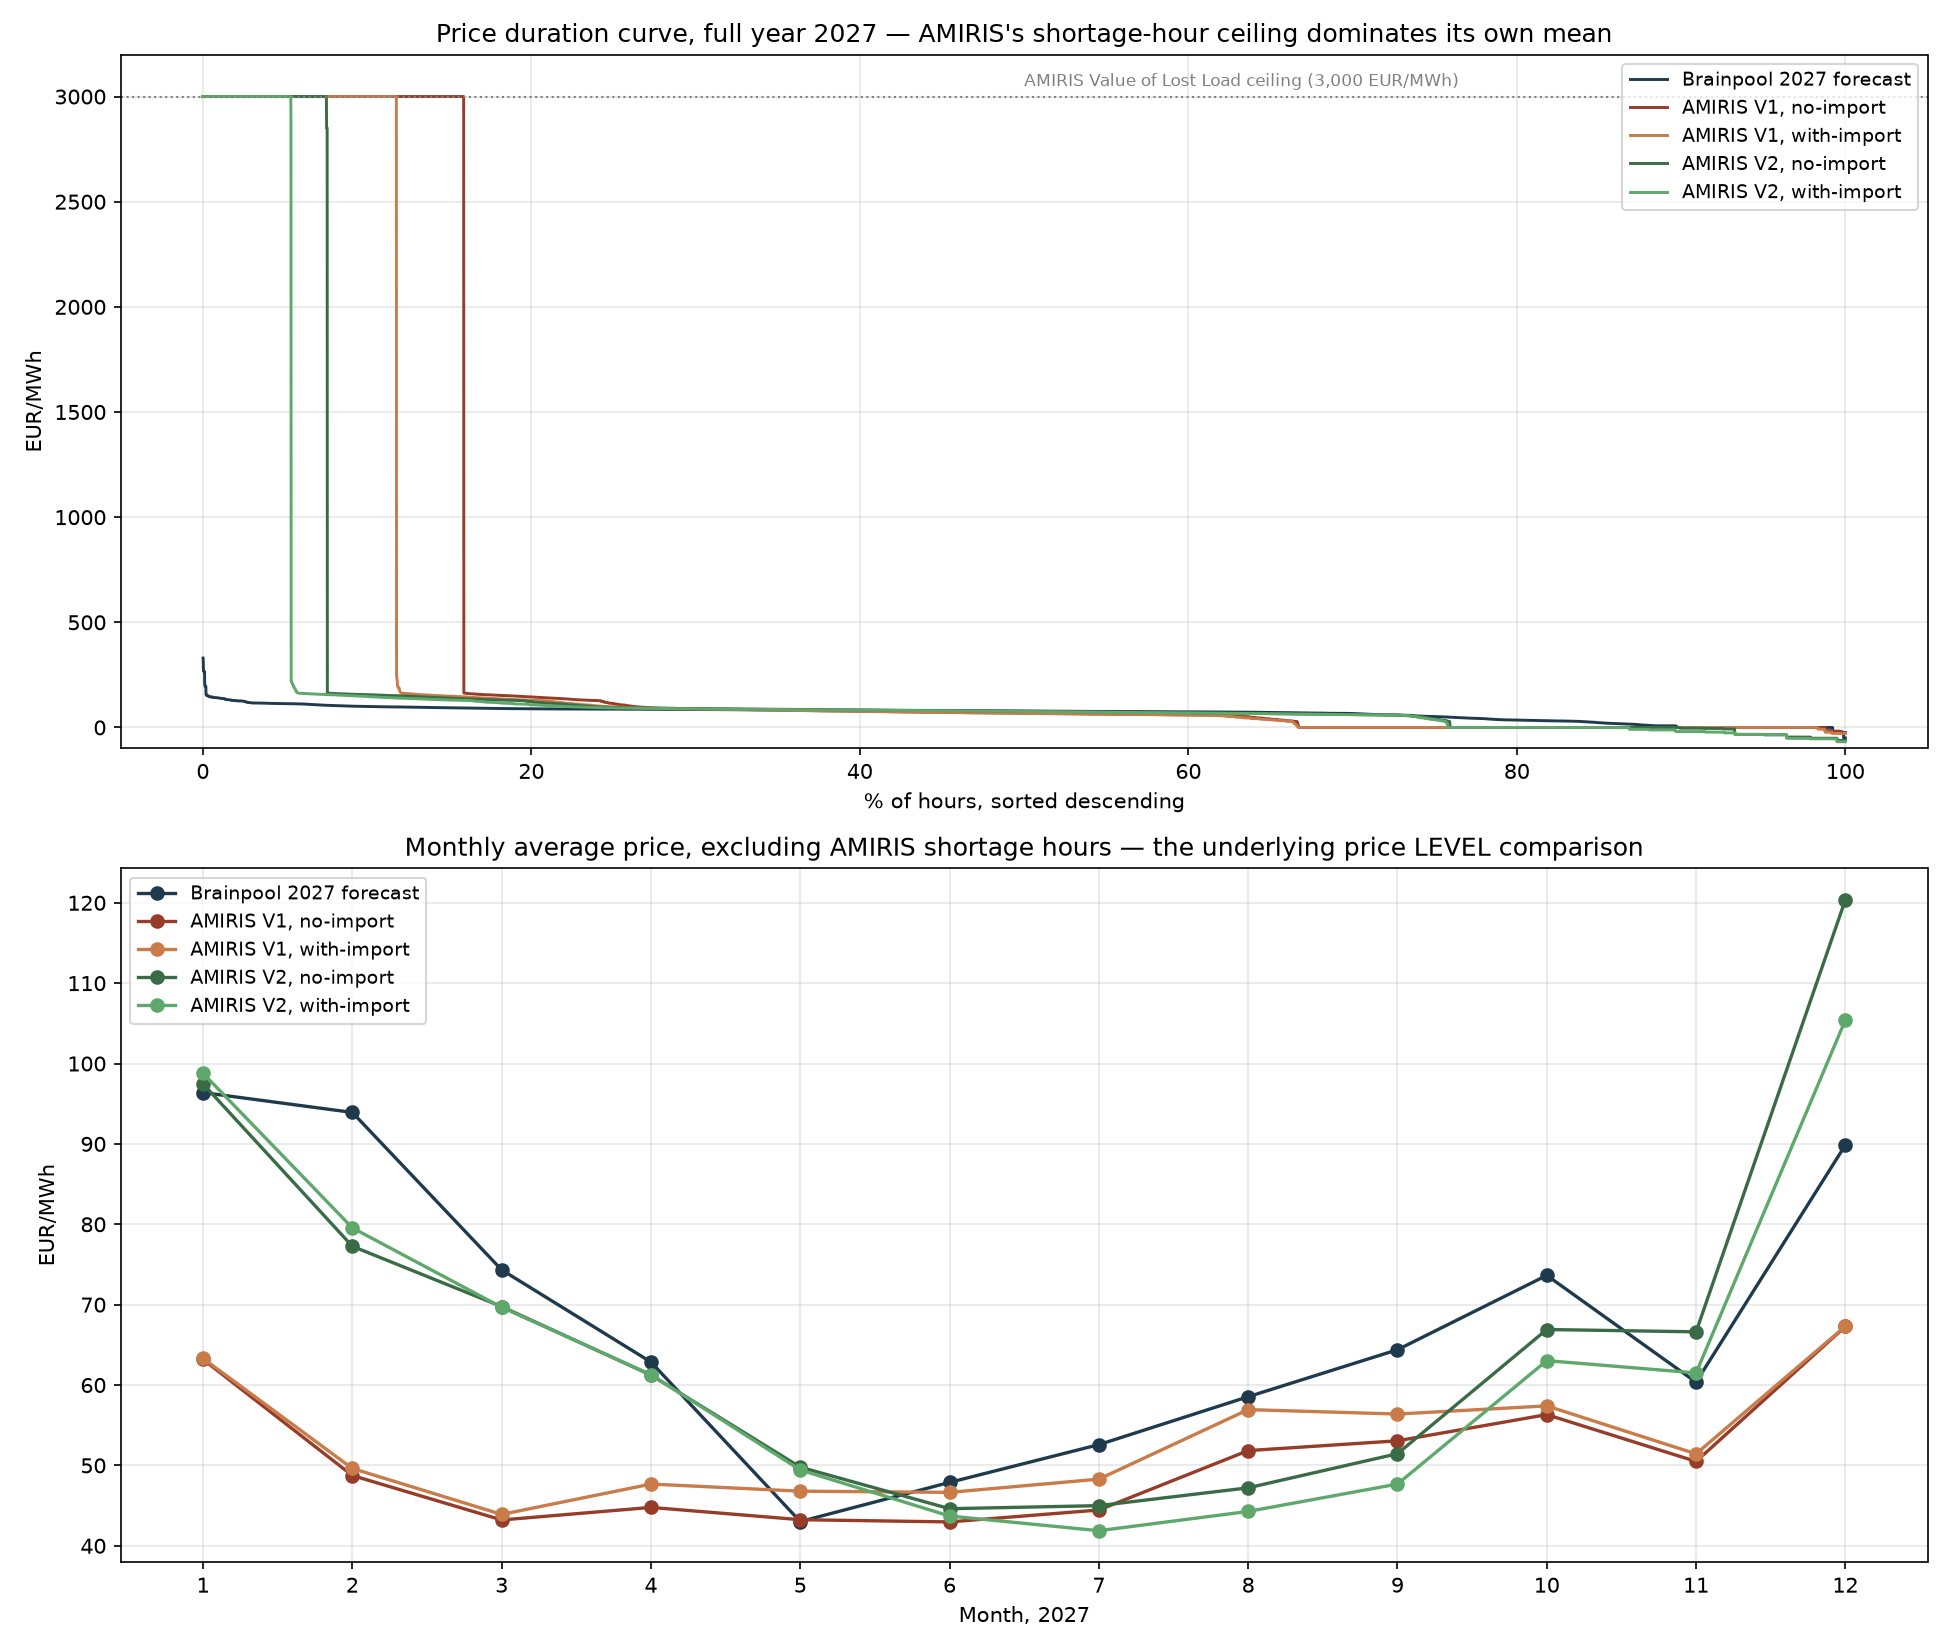 Price duration curve, full year 2027 — AMIRIS's shortage-hour ceiling dominates its own mean
AMIRIS Value of Lost Load ceiling (3,000 EUR/MWh)
Brainpool 2027 forecast
AMIRIS V1, no-import
AMIRIS V1, with-import
AMIRIS V2, no-import
AMIRIS V2, with-import
3000
2500
2000
1500
1000
500
0
EUR/MWh
0 20 40 60 80 100
% of hours, sorted descending
Monthly average price, excluding AMIRIS shortage hours — the underlying price LEVEL comparison
Brainpool 2027 forecast
AMIRIS V1, no-import
AMIRIS V1, with-import
AMIRIS V2, no-import
AMIRIS V2, with-import
120
110
100
90
80
70
60
50
40
EUR/MWh
1 2 3 4 5 6 7 8 9 10 11 12
Month, 2027